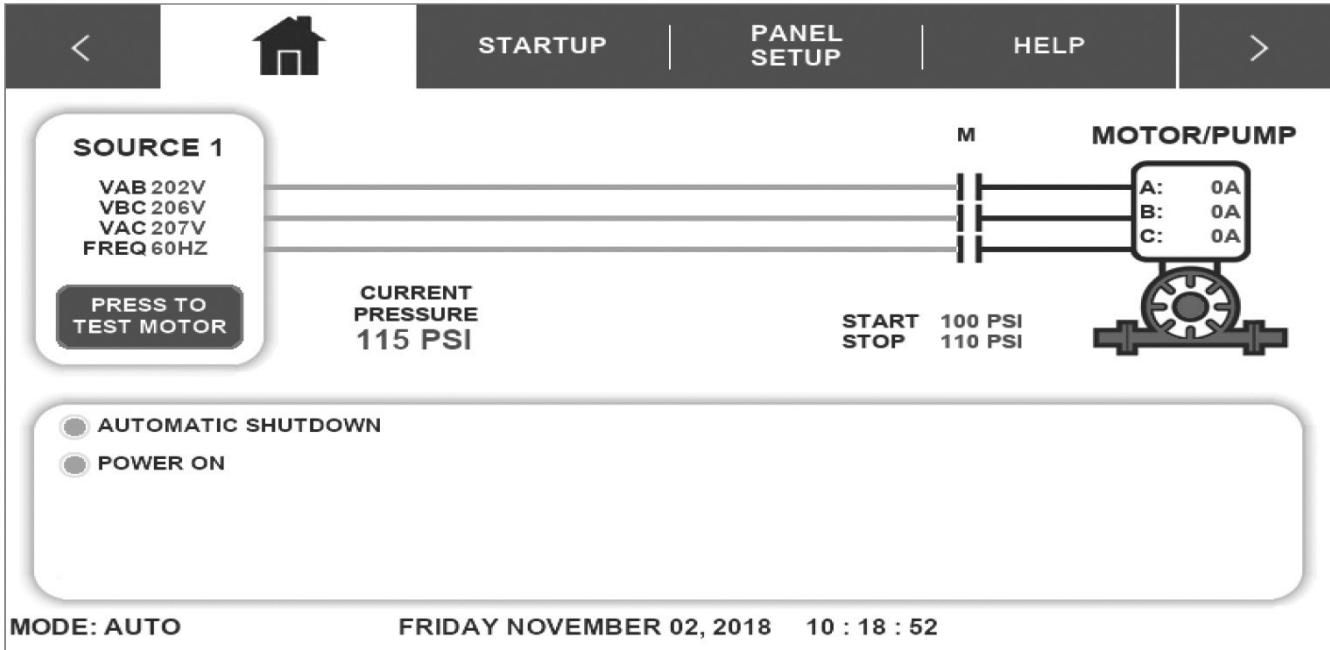 <
STARTUP
PANEL
SETUP
HELP
>
SOURCE 1
VAB 202V
VBC 206V
VAC 207V
FREQ 60HZ
PRESS TO
TEST MOTOR
CURRENT
PRESSURE
115 PSI
M
START 100 PSI
STOP 110 PSI
MOTOR/PUMP
A: 0A
B: 0A
C: 0A
AUTOMATIC SHUTDOWN
POWER ON
MODE: AUTO
FRIDAY NOVEMBER 02, 2018 10 : 18 : 52